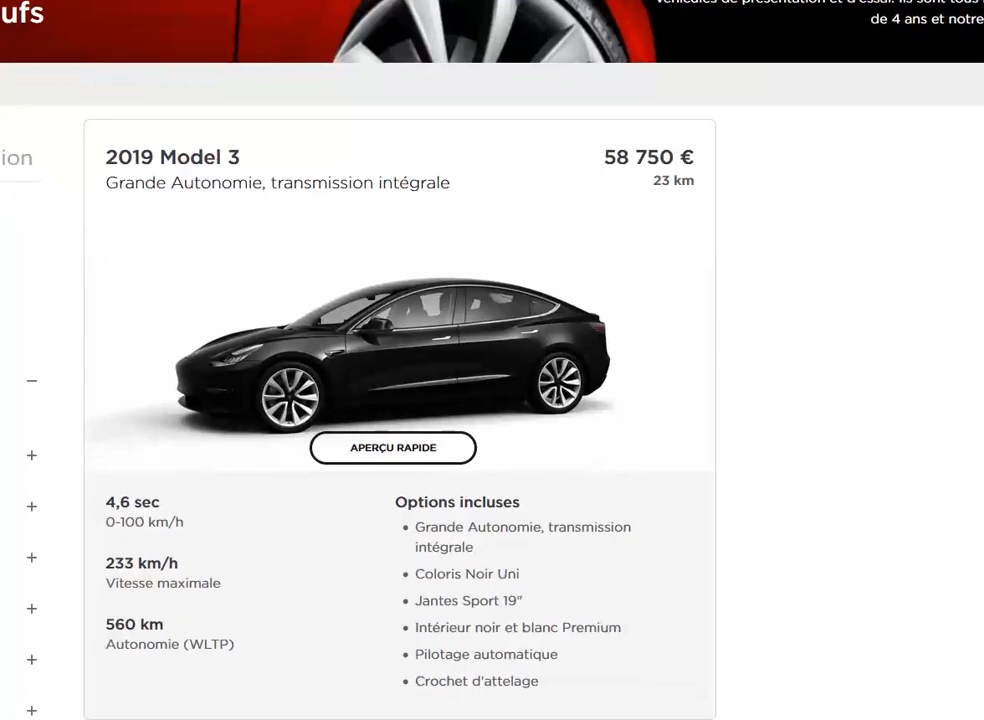 ufs
de 4 ans et notre
ion
2019 Model 3
58 750 €
Grande Autonomie, transmission intégrale
23 km
APERÇU RAPIDE
4,6 sec
0-100 km/h
233 km/h
Vitesse maximale
560 km
Autonomie (WLTP)
Options incluses
• Grande Autonomie, transmission
intégrale
• Coloris Noir Uni
• Jantes Sport 19"
• Intérieur noir et blanc Premium
• Pilotage automatique
• Crochet d'attelage